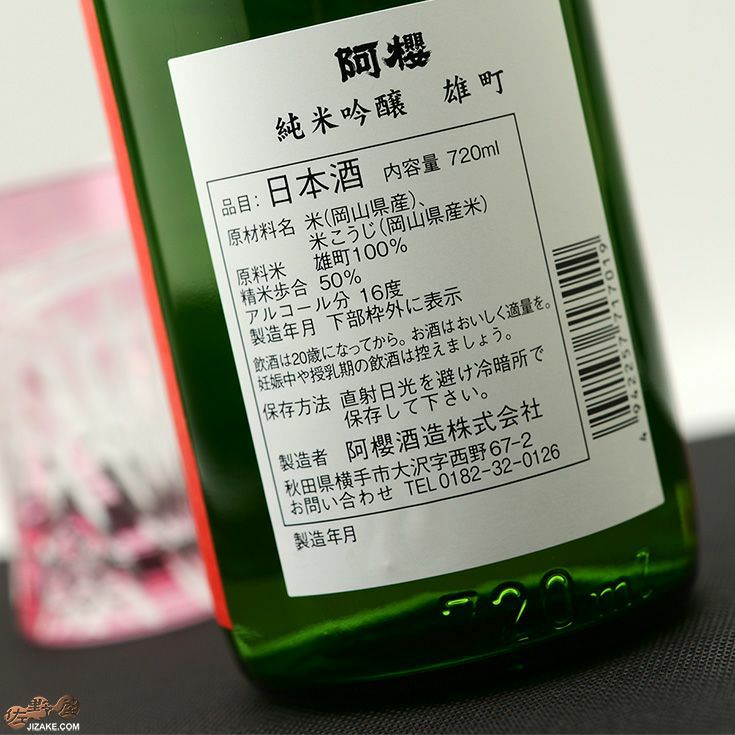 阿櫻
純米吟醸 雄町
品目：日本酒 内容量 720ml
原材料名 米（岡山県産）、
米こうじ（岡山県産米）
原料米 雄町100%
精米歩合 50%
アルコール分 16度
製造年月 下部枠外に表示
飲酒は20歳になってから。お酒はおいしく適量を。
妊娠中や授乳期の飲酒は控えましょう。
保存方法 直射日光を避け冷暗所で
保存して下さい。
製造者 阿櫻酒造株式会社
秋田県横手市大沢字西野67-2
お問い合わせ TEL0182-32-0126
製造年月
4942257717019
720ml
佐野屋
JIZAKE.COM